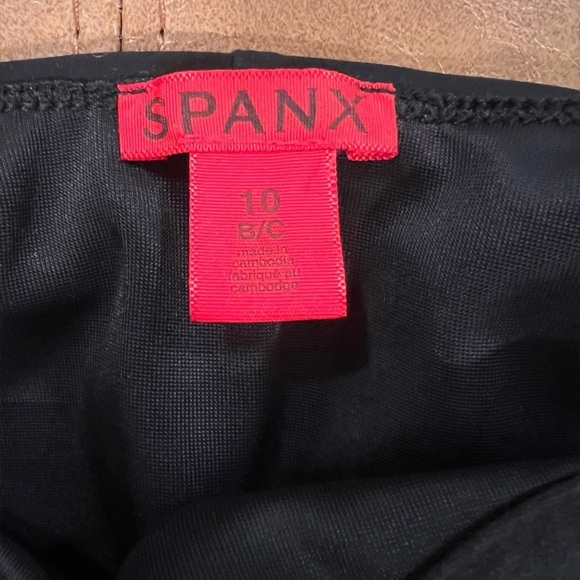 SPANX
10
B/C
made in
cambodia
fabriqué au
cambodge